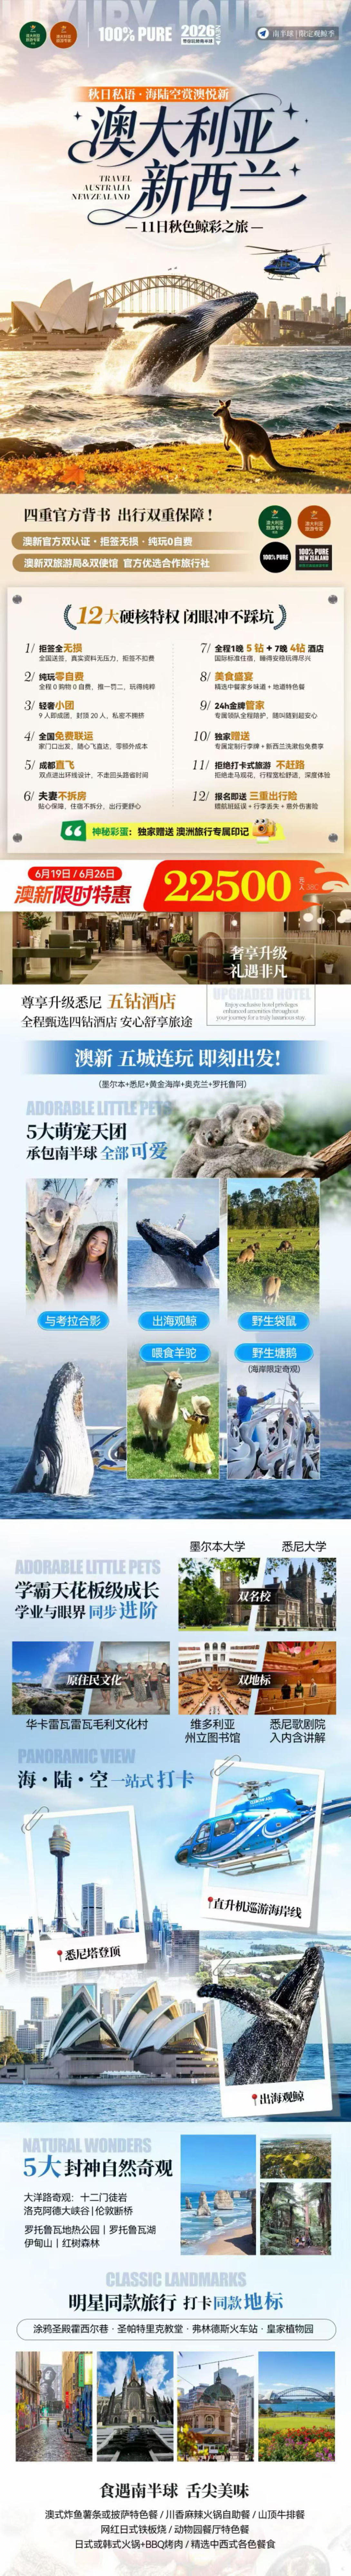 LUXURY JOUR
100% PURE
2026
南半球 | 限定观鲸季
秋日私语·海陆空赏澳悦新
澳大利亚
新西兰
TRAVEL
AUSTRALIA
NEWZEALAND
11日秋色鲸彩之旅
四重官方背书 出行双重保障！
澳新官方双认证·拒签无损·纯玩0自费
澳新双旅游局&双使馆 官方优选合作旅行社
100% PURE
100% PURE
NEW ZEALAND
12大硬核特权 闭眼冲不踩坑
1/ 拒签全无损
全国送签，真实资料无压力，拒签不扣费
2/ 纯玩零自费
全程 0 购物 0 自费，推一罚二，玩得纯粹
3/ 轻奢小团
9 人即成团，封顶 20 人，私密不拥挤
4/ 全国免费联运
家门口出发，随心飞直达，零额外成本
5/ 成都直飞
双点进出环线设计，不走回头路省时间
6/ 夫妻不拆房
贴心保障，住宿不拆分，出行更舒心
7/ 全程1晚 5 钻 + 7晚 4钻 酒店
国际标准住宿，睡得安稳玩得尽兴
8/ 美食盛宴
精选中餐家乡味道 + 地道特色餐
9/ 24h金牌管家
专属领队全程陪护，随叫随到超安心
10/ 独家赠送
专属定制行李牌 + 新西兰洗漱包免费享
11/ 拒绝打卡式旅游 不赶路
拒绝走马观花，行程宽松舒适，深度体验
12/ 报名即送 三重出行险
腰航班延误 + 行李丢失 + 意外伤害险
神秘彩蛋：独家赠送 澳洲旅行专属印记
6月19日 / 6月26日
澳新限时特惠
22500
元/人
奢享升级
礼遇非凡
UPGRADED HOTEL
Enjoy exclusive hotel privileges
enhanced amenities throughout
your journey for a truly luxurious stay.
尊享升级悉尼 五钻酒店
全程甄选四钻酒店 安心舒享旅途
澳新 五城连玩 即刻出发!
(墨尔本+悉尼+黄金海岸+奥克兰+罗托鲁阿)
ADORABLE LITTLE PETS
5大萌宠天团
承包南半球 全部可爱
与考拉合影
出海观鲸
野生袋鼠
喂食羊驼
野生塘鹅
(海岸限定奇观)
墨尔本大学
悉尼大学
ADORABLE LITTLE PETS
学霸天花板级成长
学业与眼界 同步 进阶
双名校
原住民文化
双地标
华卡雷瓦雷瓦毛利文化村
维多利亚
州立图书馆
悉尼歌剧院
入内含讲解
PANORAMIC VIEW
海·陆·空 一站式打卡
直升机巡游海岸线
悉尼塔登顶
出海观鲸
NATURAL WONDERS
5大封神自然奇观
大洋路奇观：十二门徒岩
洛克阿德大峡谷|伦敦断桥
罗托鲁瓦地热公园 | 罗托鲁瓦湖
伊甸山 | 红树森林
CLASSIC LANDMARKS
明星同款旅行 打卡同款地标
涂鸦圣殿霍西尔巷·圣帕特里克教堂·弗林德斯火车站·皇家植物园
食遇南半球 舌尖美味
澳式炸鱼薯条或披萨特色餐 / 川香麻辣火锅自助餐 / 山顶牛排餐
网红日式铁板烧 / 动物园餐厅特色餐
日式或韩式火锅+BBQ烤肉 / 精选中西式各色餐食